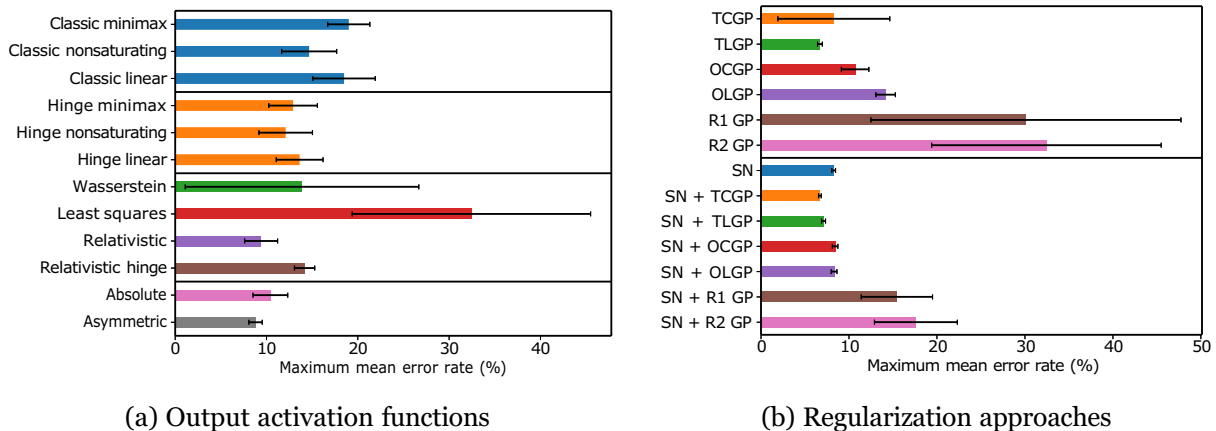 Classic minimax
Classic nonsaturating
Classic linear
Hinge minimax
Hinge nonsaturating
Hinge linear
Wasserstein
Least squares
Relativistic
Relativistic hinge
Absolute
Asymmetric
0 10 20 30 40
Maximum mean error rate (%)
(a) Output activation functions
TCGP
TLGP
OCGP
OLGP
R1 GP
R2 GP
SN
SN + TCGP
SN + TLGP
SN + OCGP
SN + OLGP
SN + R1 GP
SN + R2 GP
0 10 20 30 40 50
Maximum mean error rate (%)
(b) Regularization approaches